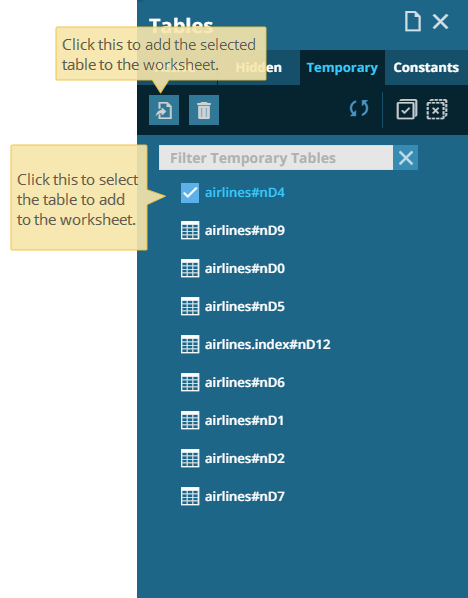 Tables
Click this to add the selected
table to the worksheet.
Hidden
Temporary
Constants
Filter Temporary Tables
Click this to select
the table to add
to the worksheet.
airlines#nD4
airlines#nD9
airlines#nD0
airlines#nD5
airlines.index#nD12
airlines#nD6
airlines#nD1
airlines#nD2
airlines#nD7